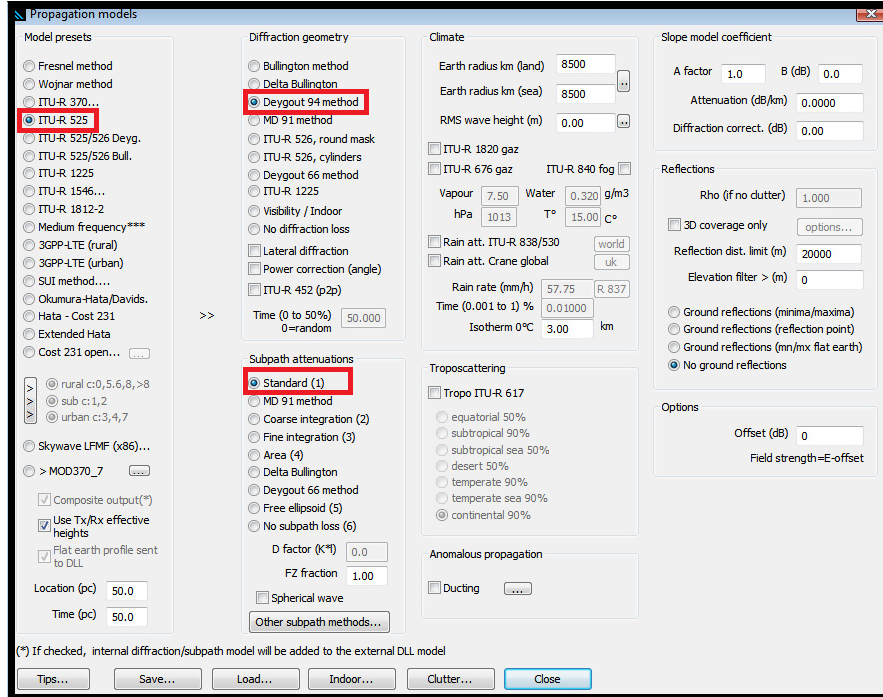 Propagation models
Model presets
Fresnel method
Wojnar method
ITU-R 370...
ITU-R 525
ITU-R 525/526 Deyg.
ITU-R 525/526 Bull.
ITU-R 1225
ITU-R 1546...
ITU-R 1812-2
Medium frequency***
3GPP-LTE (rural)
3GPP-LTE (urban)
SUI method....
Okumura-Hata/Davids.
Hata - Cost 231
Extended Hata
Cost 231 open... ...
> rural c:0,5.6,8,>8
> sub c:1,2
> urban c:3,4,7
Skywave LFMF (x86)...
> MOD370_7 ...
Composite output(*)
Use Tx/Rx effective
heights
Flat earth profile sent
to DLL
Location (pc) 50.0
Time (pc) 50.0
>>
Diffraction geometry
Bullington method
Delta Bullington
Deygout 94 method
MD 91 method
ITU-R 526, round mask
ITU-R 526, cylinders
Deygout 66 method
ITU-R 1225
Visibility / Indoor
No diffraction loss
Lateral diffraction
Power correction (angle)
ITU-R 452 (p2p)
Time (0 to 50%)
0=random
50.000
Subpath attenuations
Standard (1)
MD 91 method
Coarse integration (2)
Fine integration (3)
Area (4)
Delta Bullington
Deygout 66 method
Free ellipsoid (5)
No subpath loss (6)
D factor (K*l) 0.0
FZ fraction 1.00
Spherical wave
Other subpath methods...
Climate
Earth radius km (land) 8500
..
Earth radius km (sea) 8500
RMS wave height (m) 0.00 ..
ITU-R 1820 gaz
ITU-R 676 gaz ITU-R 840 fog
Vapour 7.50 Water 0.320 g/m3
hPa 1013 T° 15.00 C°
Rain att. ITU-R 838/530 world
Rain att. Crane global uk
Rain rate (mm/h) 57.75 R 837
Time (0.001 to 1) % 0.01000
Isotherm 0°C 3.00 km
Troposcattering
Tropo ITU-R 617
equatorial 50%
subtropical 90%
subtropical sea 50%
desert 50%
temperate 90%
temperate sea 90%
continental 90%
Anomalous propagation
Ducting ...
Slope model coefficient
A factor 1.0 B (dB) 0.0
Attenuation (dB/km) 0.0000
Diffraction correct. (dB) 0.00
Reflections
Rho (if no clutter) 1.000
3D coverage only options...
Reflection dist. limit (m) 20000
Elevation filter > (m) 0
Ground reflections (minima/maxima)
Ground reflections (reflection point)
Ground reflections (mn/mx flat earth)
No ground reflections
Options
Offset (dB) 0
Field strength=E-offset
(*) If checked, internal diffraction/subpath model will be added to the external DLL model
Tips... Save... Load... Indoor... Clutter... Close